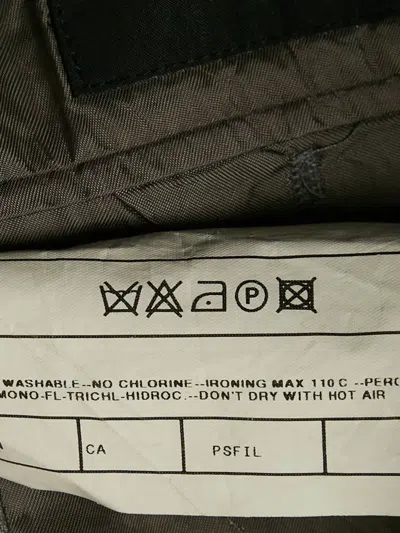 P
WASHABLE--NO CHLORINE--IRONING MAX 110 C --PERC
MONO-FL-TRICHL-HIDROC.--DON'T DRY WITH HOT AIR
CA PSFIL